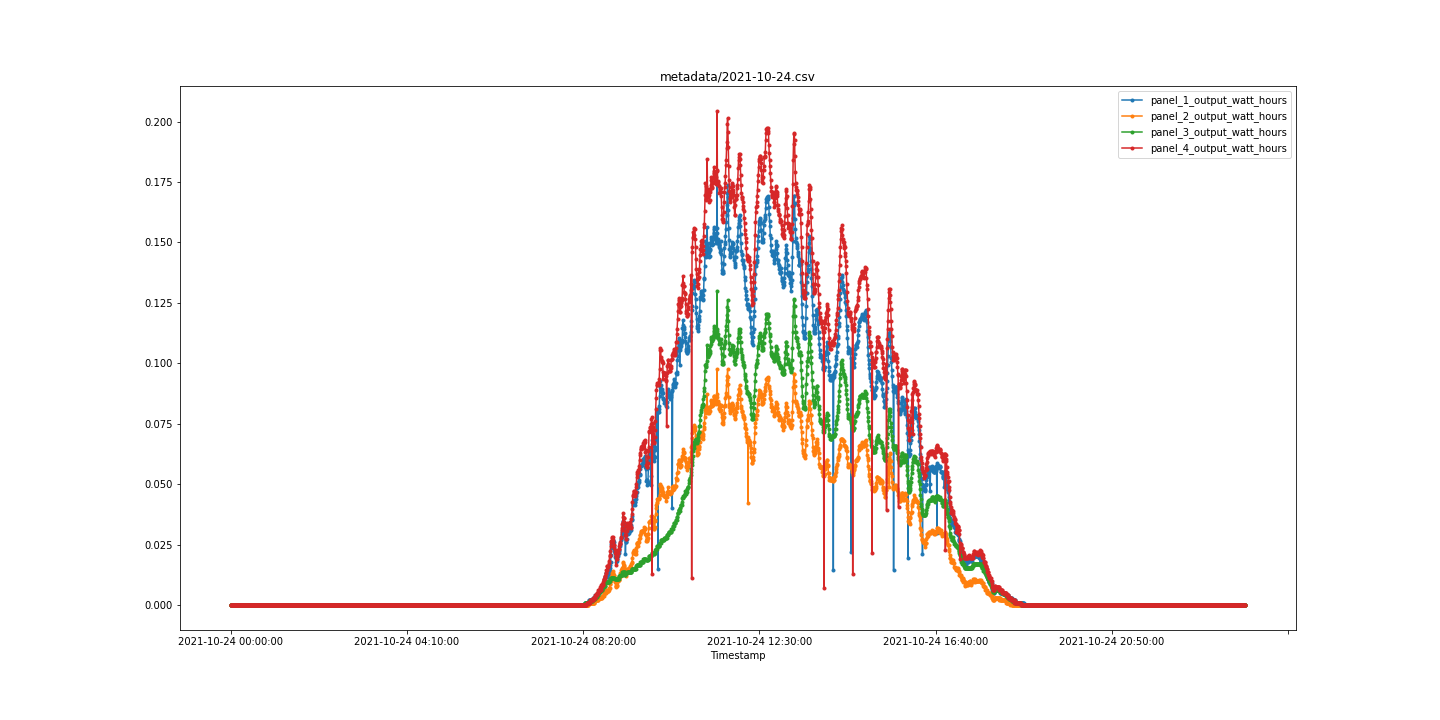 metadata/2021-10-24.csv
panel_1_output_watt_hours
panel_2_output_watt_hours
panel_3_output_watt_hours
panel_4_output_watt_hours
0.200
0.175
0.150
0.125
0.100
0.075
0.050
0.025
0.000
2021-10-24 00:00:00 2021-10-24 04:10:00 2021-10-24 08:20:00 2021-10-24 12:30:00 2021-10-24 16:40:00 2021-10-24 20:50:00
Timestamp